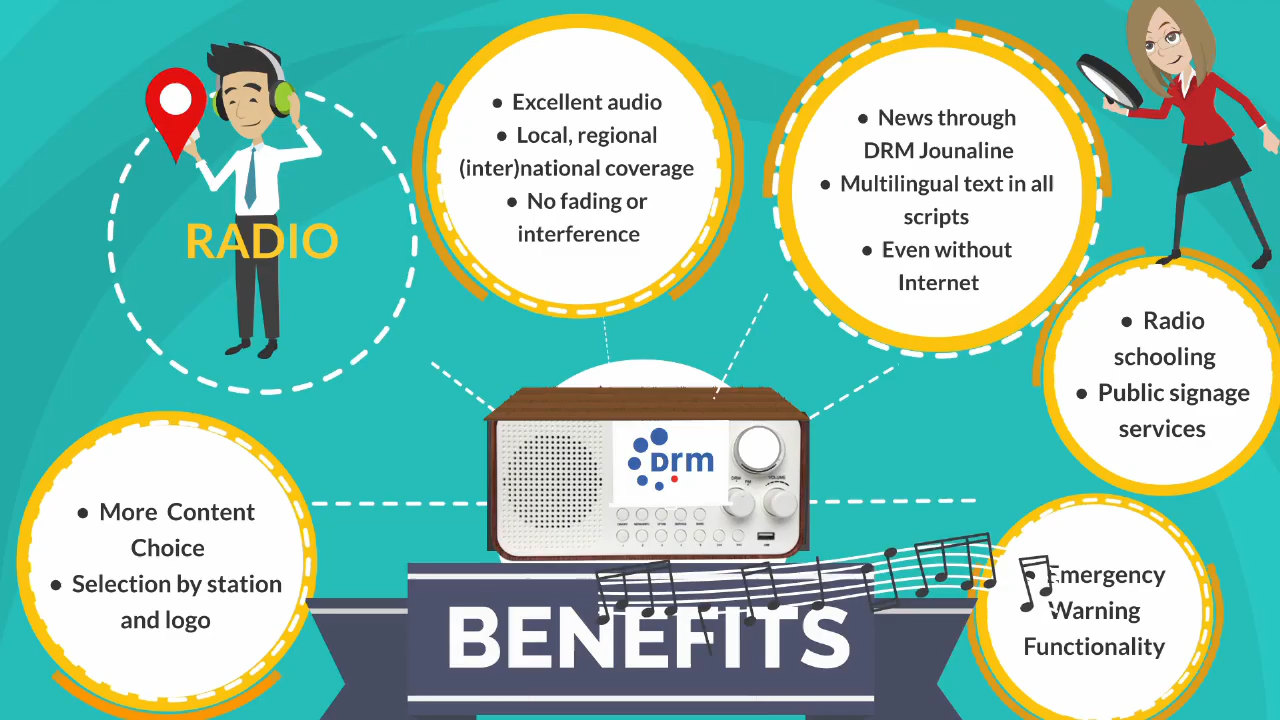 RADIO
● Excellent audio
● Local, regional
(inter)national coverage
● No fading or
interference
● News through
DRM Jounaline
● Multilingual text in all
scripts
● Even without
Internet
● Radio
schooling
● Public signage
services
● More Content
Choice
● Selection by station
and logo
Drm
BENEFITS
Emergency
Warning
Functionality